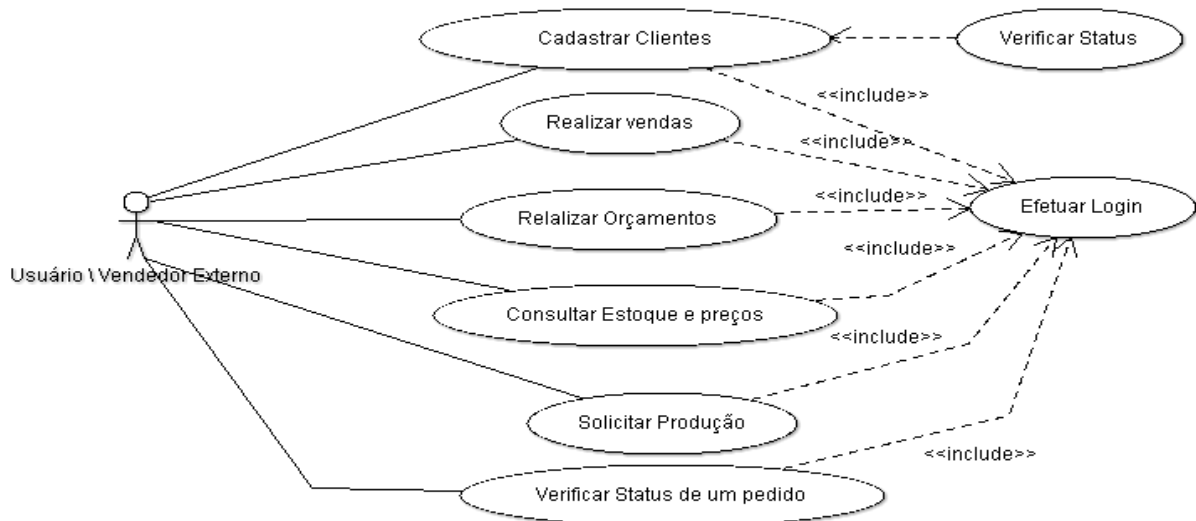 Cadastrar Clientes
Verificar Status
<<include>>
Realizar vendas
<<include>>
<<include>>
Relalizar Orçamentos
Efetuar Login
<<include>>
Usuário \ Vendedor Externo
Consultar Estoque e preços
<<include>>
Solicitar Produção
<<include>>
Verificar Status de um pedido